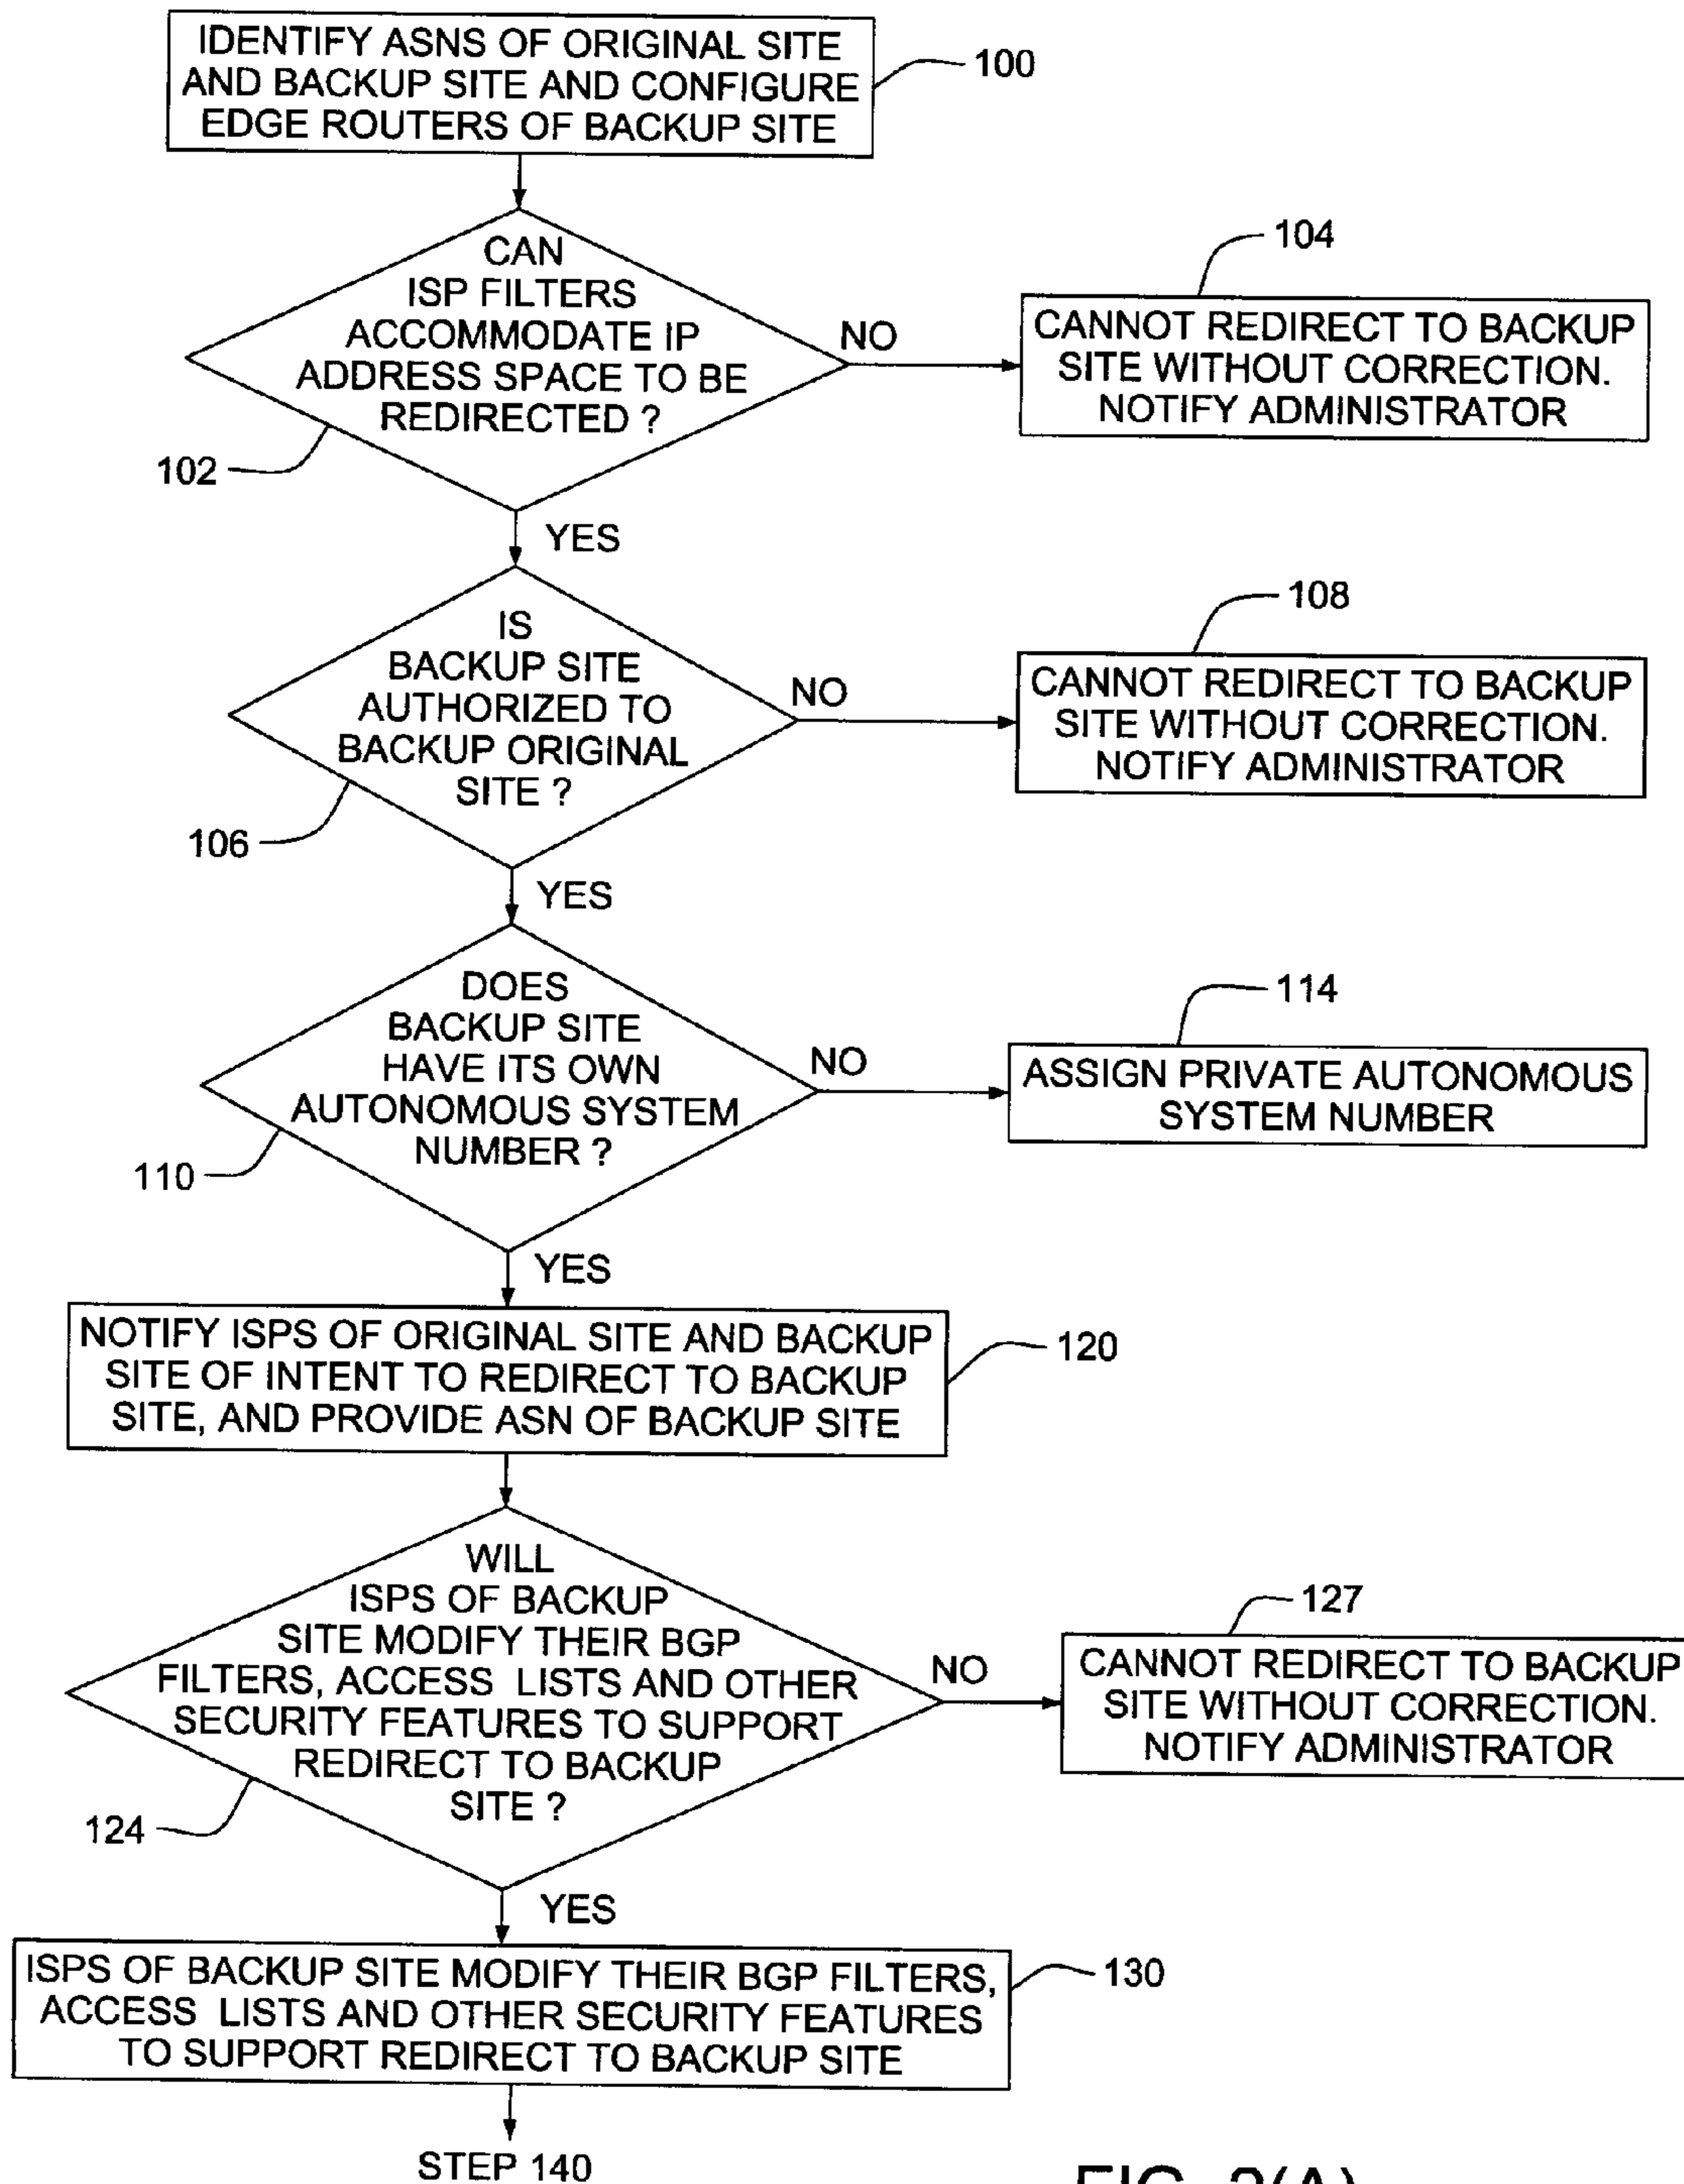 IDENTIFY ASNS OF ORIGINAL SITE
AND BACKUP SITE AND CONFIGURE
EDGE ROUTERS OF BACKUP SITE
100
CAN
ISP FILTERS
ACCOMMODATE IP
ADDRESS SPACE TO BE
REDIRECTED ?
102
NO
104
CANNOT REDIRECT TO BACKUP
SITE WITHOUT CORRECTION.
NOTIFY ADMINISTRATOR
YES
IS
BACKUP SITE
AUTHORIZED TO
BACKUP ORIGINAL
SITE ?
106
NO
108
CANNOT REDIRECT TO BACKUP
SITE WITHOUT CORRECTION.
NOTIFY ADMINISTRATOR
YES
DOES
BACKUP SITE
HAVE ITS OWN
AUTONOMOUS SYSTEM
NUMBER ?
110
NO
114
ASSIGN PRIVATE AUTONOMOUS
SYSTEM NUMBER
YES
NOTIFY ISPS OF ORIGINAL SITE AND BACKUP
SITE OF INTENT TO REDIRECT TO BACKUP
SITE, AND PROVIDE ASN OF BACKUP SITE
120
WILL
ISPS OF BACKUP
SITE MODIFY THEIR BGP
FILTERS, ACCESS LISTS AND OTHER
SECURITY FEATURES TO SUPPORT
REDIRECT TO BACKUP
SITE ?
124
NO
127
CANNOT REDIRECT TO BACKUP
SITE WITHOUT CORRECTION.
NOTIFY ADMINISTRATOR
YES
ISPS OF BACKUP SITE MODIFY THEIR BGP FILTERS,
ACCESS LISTS AND OTHER SECURITY FEATURES
TO SUPPORT REDIRECT TO BACKUP SITE
130
STEP 140
FIG. 2(A)